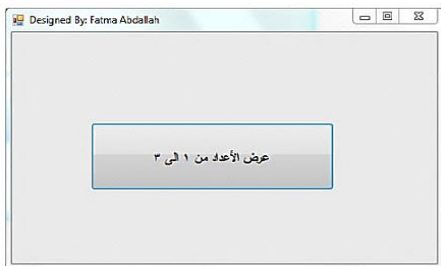 Designed By: Fatma Abdallah
عرض الأعداد من ١ الى ٣